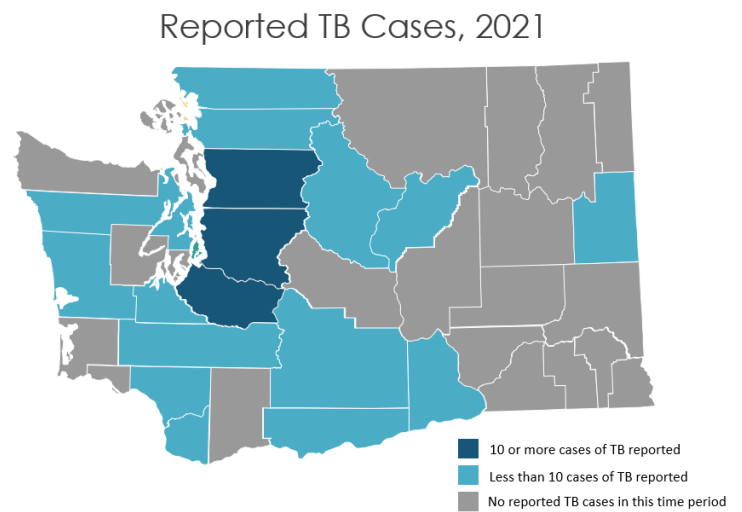 Reported TB Cases, 2021
10 or more cases of TB reported
Less than 10 cases of TB reported
No reported TB cases in this time period